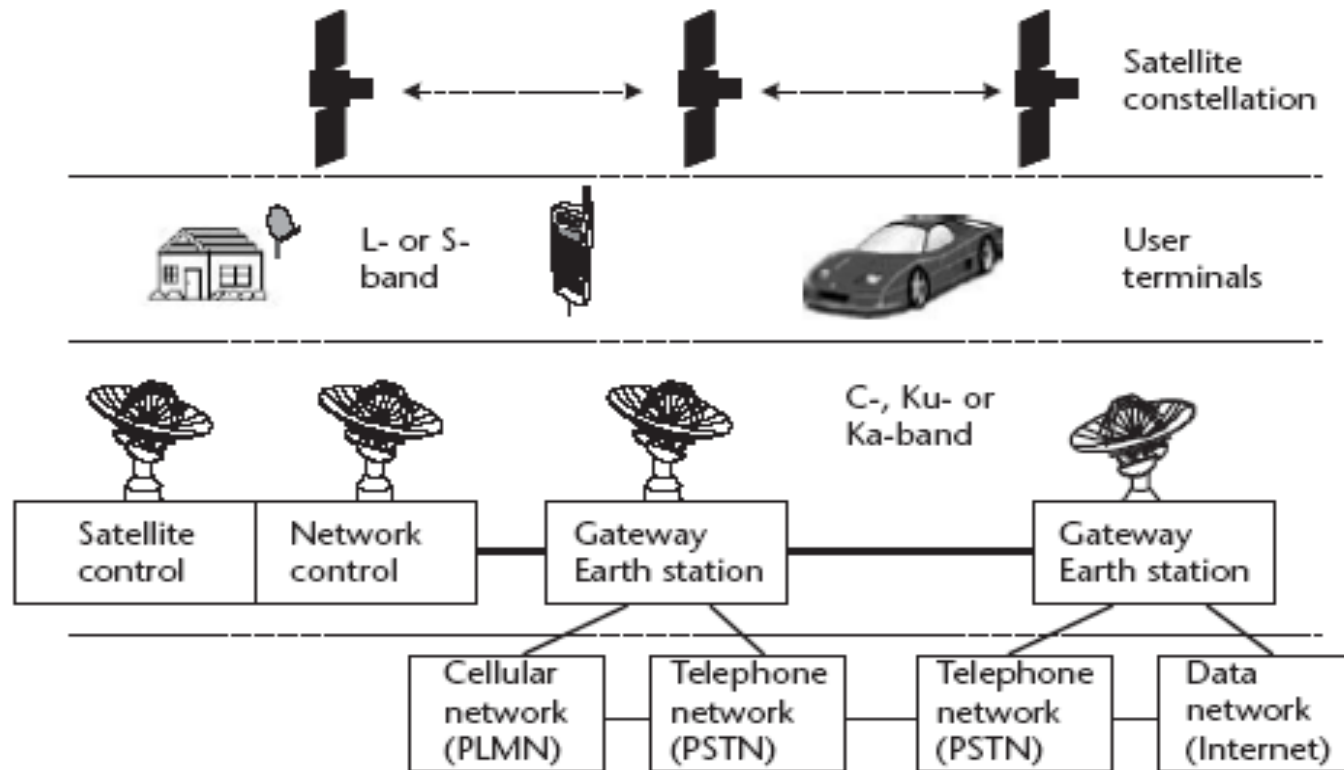 Satellite
constellation
L- or S-
band
User
terminals
C-, Ku- or
Ka-band
Satellite
control
Network
control
Gateway
Earth station
Gateway
Earth station
Cellular
network
(PLMN)
Telephone
network
(PSTN)
Telephone
network
(PSTN)
Data
network
(Internet)